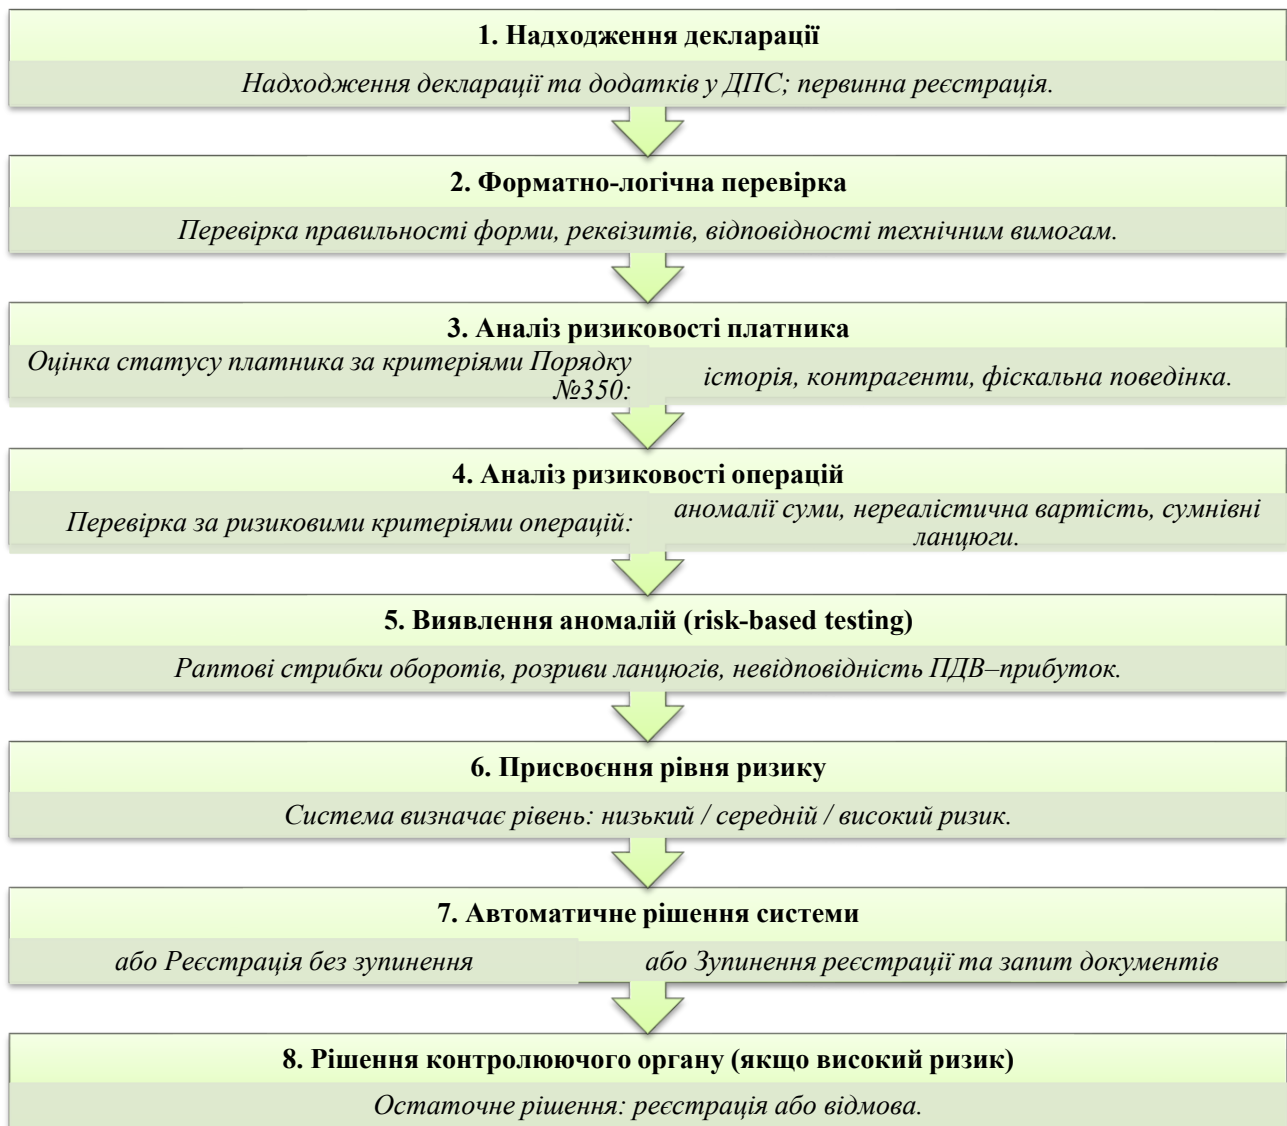 1. Надходження декларації
Надходження декларації та додатків у ДПС; первинна реєстрація.
2. Форматно-логічна перевірка
Перевірка правильності форми, реквізитів, відповідності технічним вимогам.
3. Аналіз ризиковості платника
Оцінка статусу платника за критеріями Порядку
№350:
історія, контрагенти, фіскальна поведінка.
4. Аналіз ризиковості операцій
Перевірка за ризиковими критеріями операцій:
аномалії суми, нереалістична вартість, сумнівні
ланцюги.
5. Виявлення аномалій (risk-based testing)
Раптові стрибки оборотів, розриви ланцюгів, невідповідність ПДВ–прибуток.
6. Присвоєння рівня ризику
Система визначає рівень: низький / середній / високий ризик.
7. Автоматичне рішення системи
або Реєстрація без зупинення
або Зупинення реєстрації та запит документів
8. Рішення контролюючого органу (якщо високий ризик)
Остаточне рішення: реєстрація або відмова.